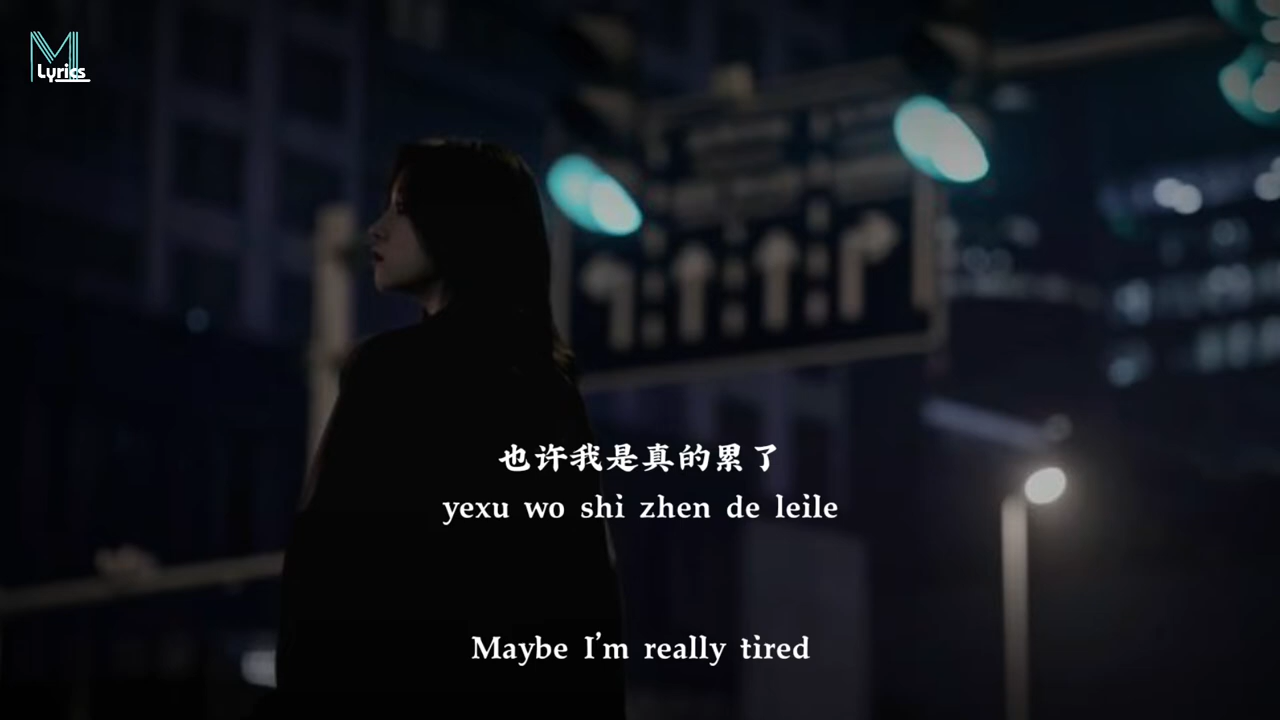 M
Lyrics
也许我是真的累了
yexu wo shi zhen de leile
Maybe I'm really tired